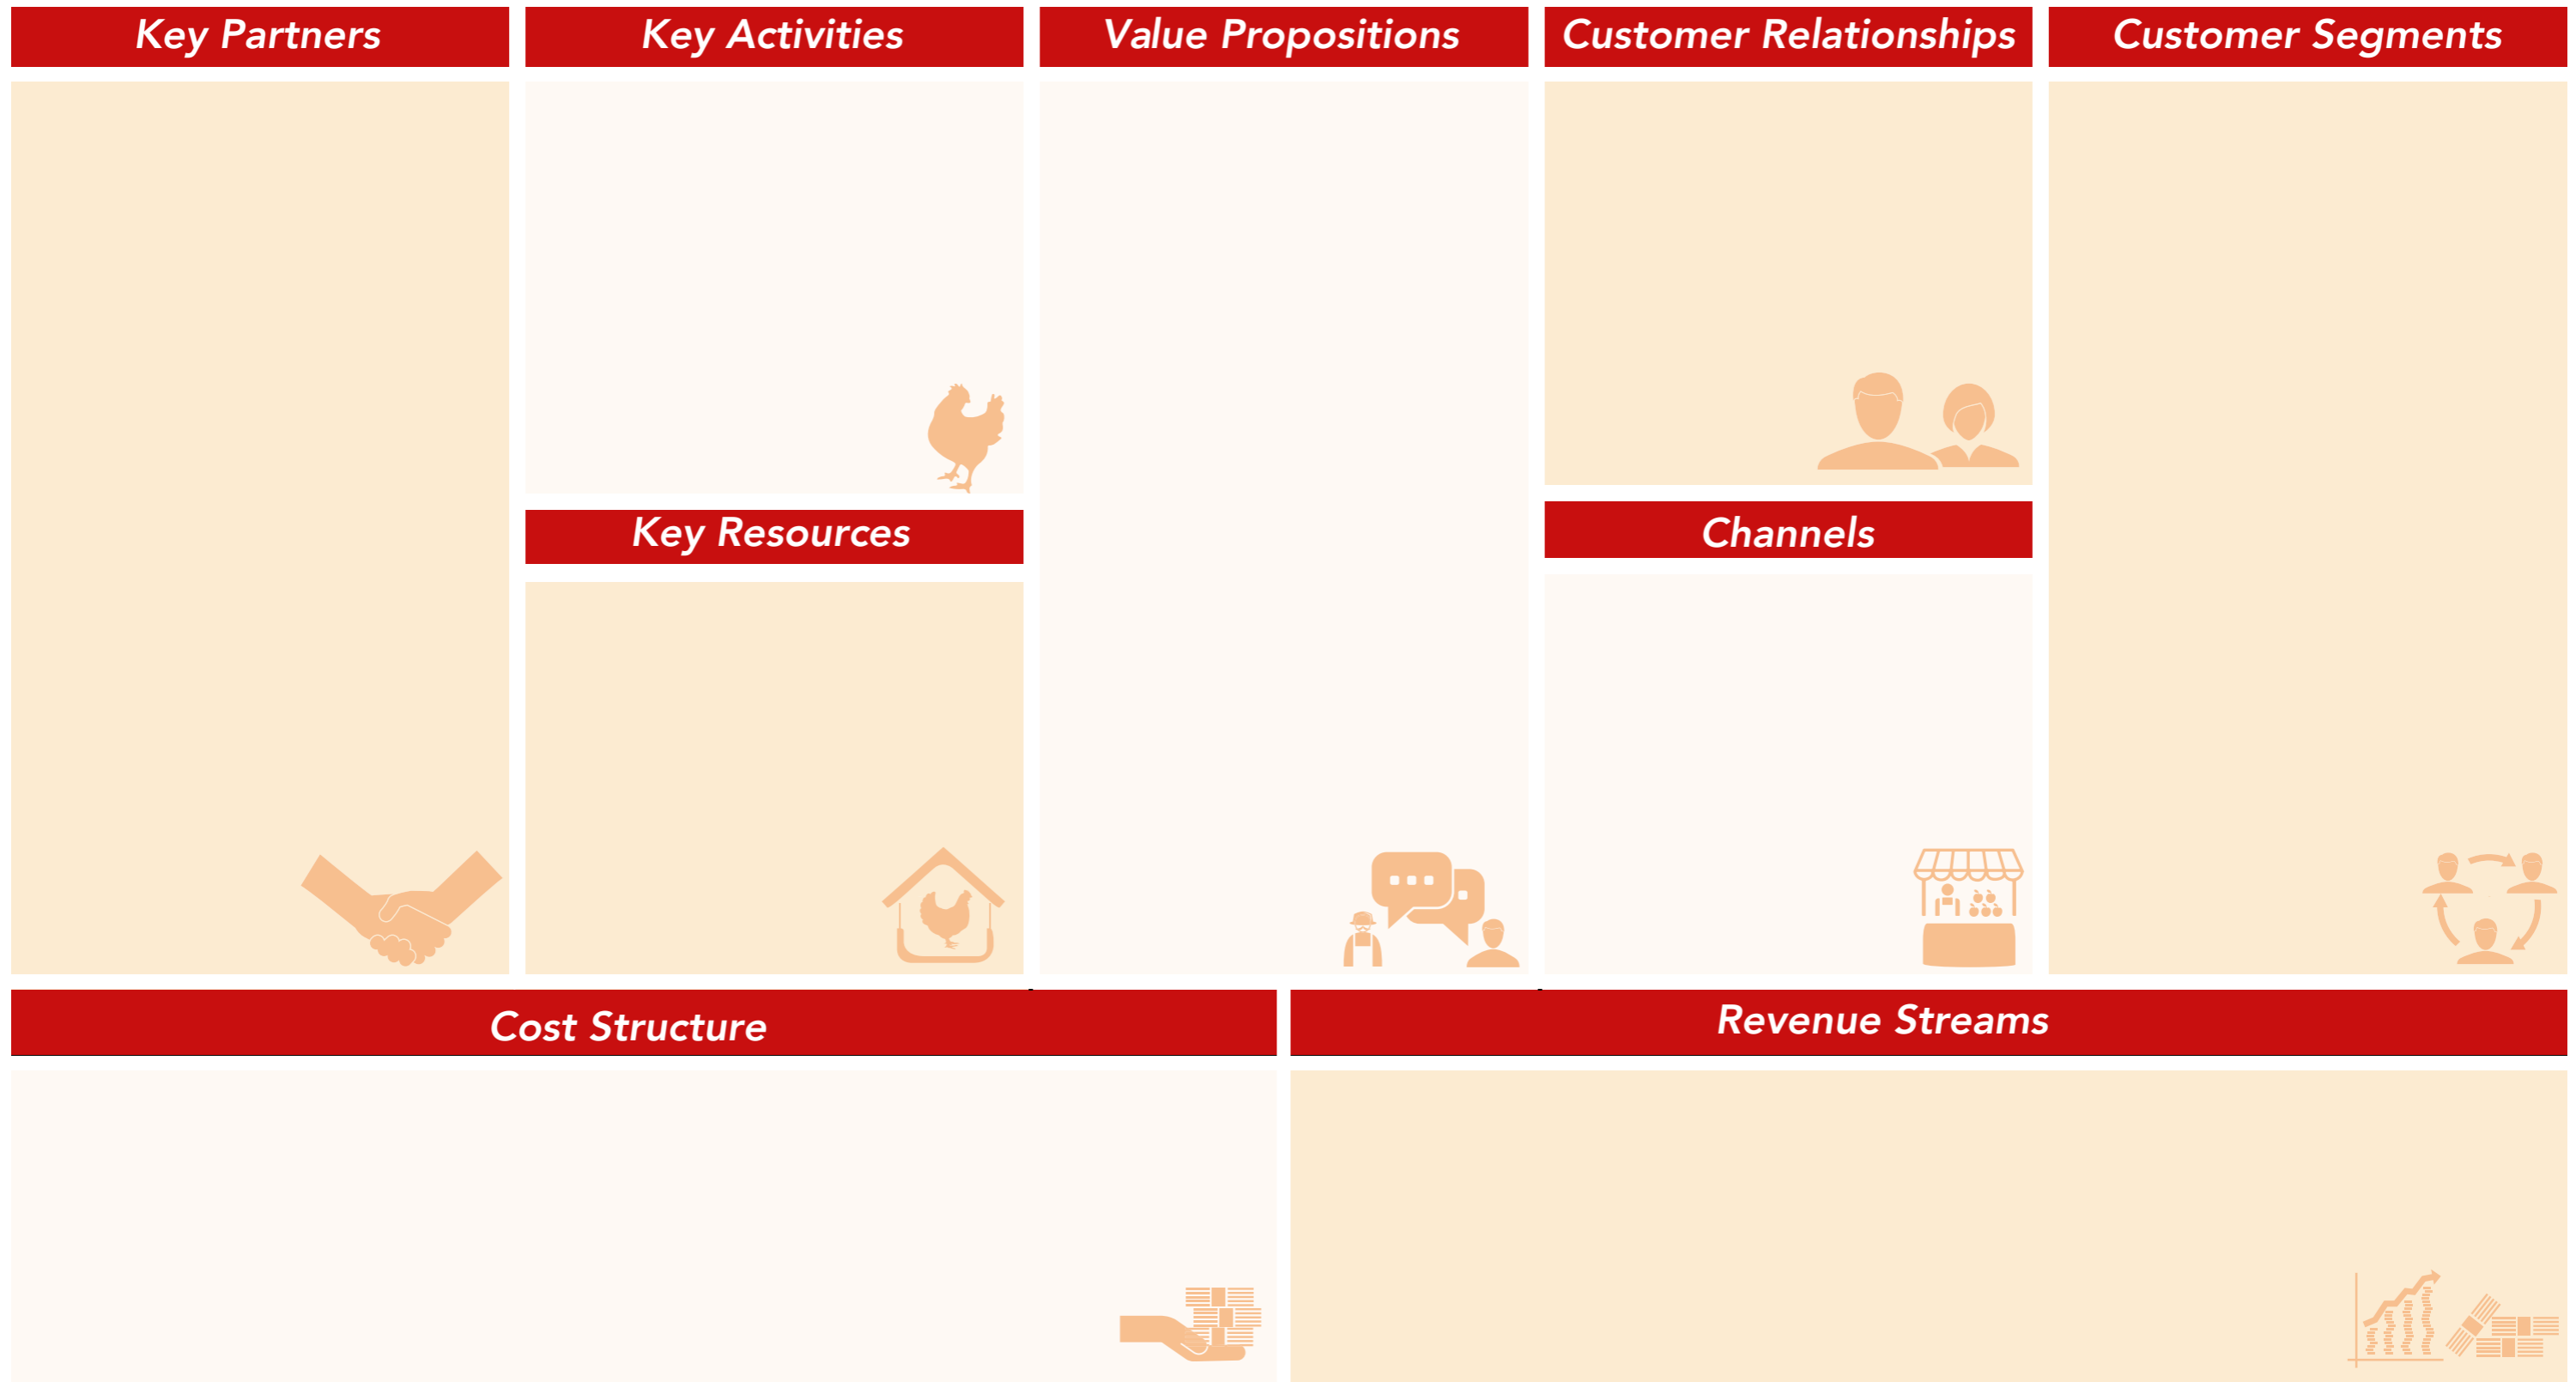 Key Partners
Key Activities
Value Propositions
Customer Relationships
Customer Segments
Key Resources
Channels
Cost Structure
Revenue Streams